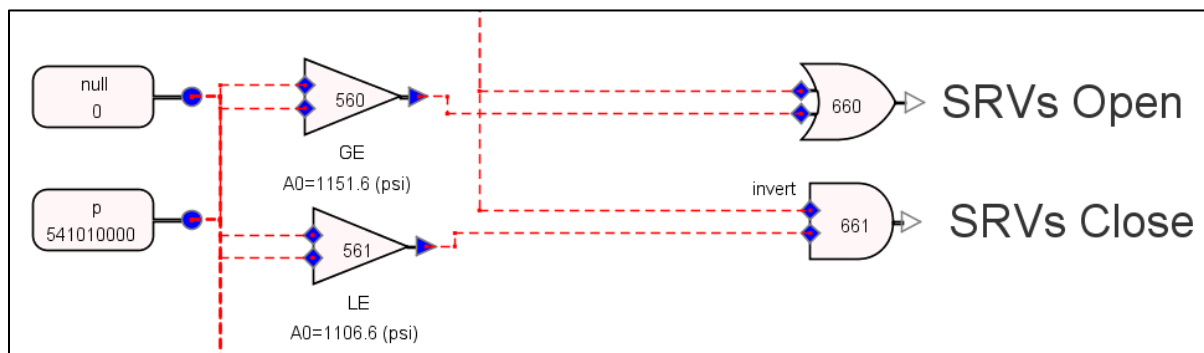 null
0
560
GE
A0=1151.6 (psi)
660
SRVs Open
p
541010000
561
LE
A0=1106.6 (psi)
invert
661
SRVs Close